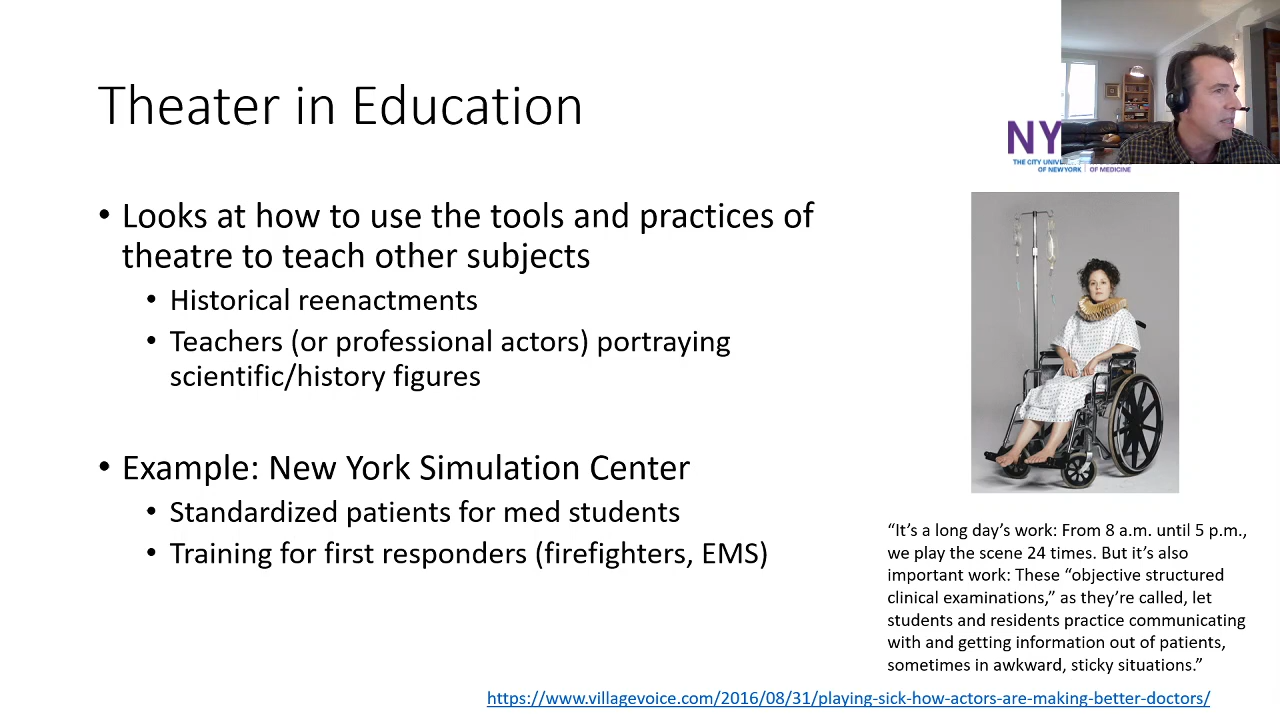 Theater in Education
NY
THE CITY UNIV
OF NEW YORK OF MEDICINE
• Looks at how to use the tools and practices of
theatre to teach other subjects
• Historical reenactments
• Teachers (or professional actors) portraying
scientific/history figures
• Example: New York Simulation Center
• Standardized patients for med students
• Training for first responders (firefighters, EMS)
“It’s a long day’s work: From 8 a.m. until 5 p.m.,
we play the scene 24 times. But it’s also
important work: These “objective structured
clinical examinations,” as they’re called, let
students and residents practice communicating
with and getting information out of patients,
sometimes in awkward, sticky situations.”
https://www.villagevoice.com/2016/08/31/playing-sick-how-actors-are-making-better-doctors/